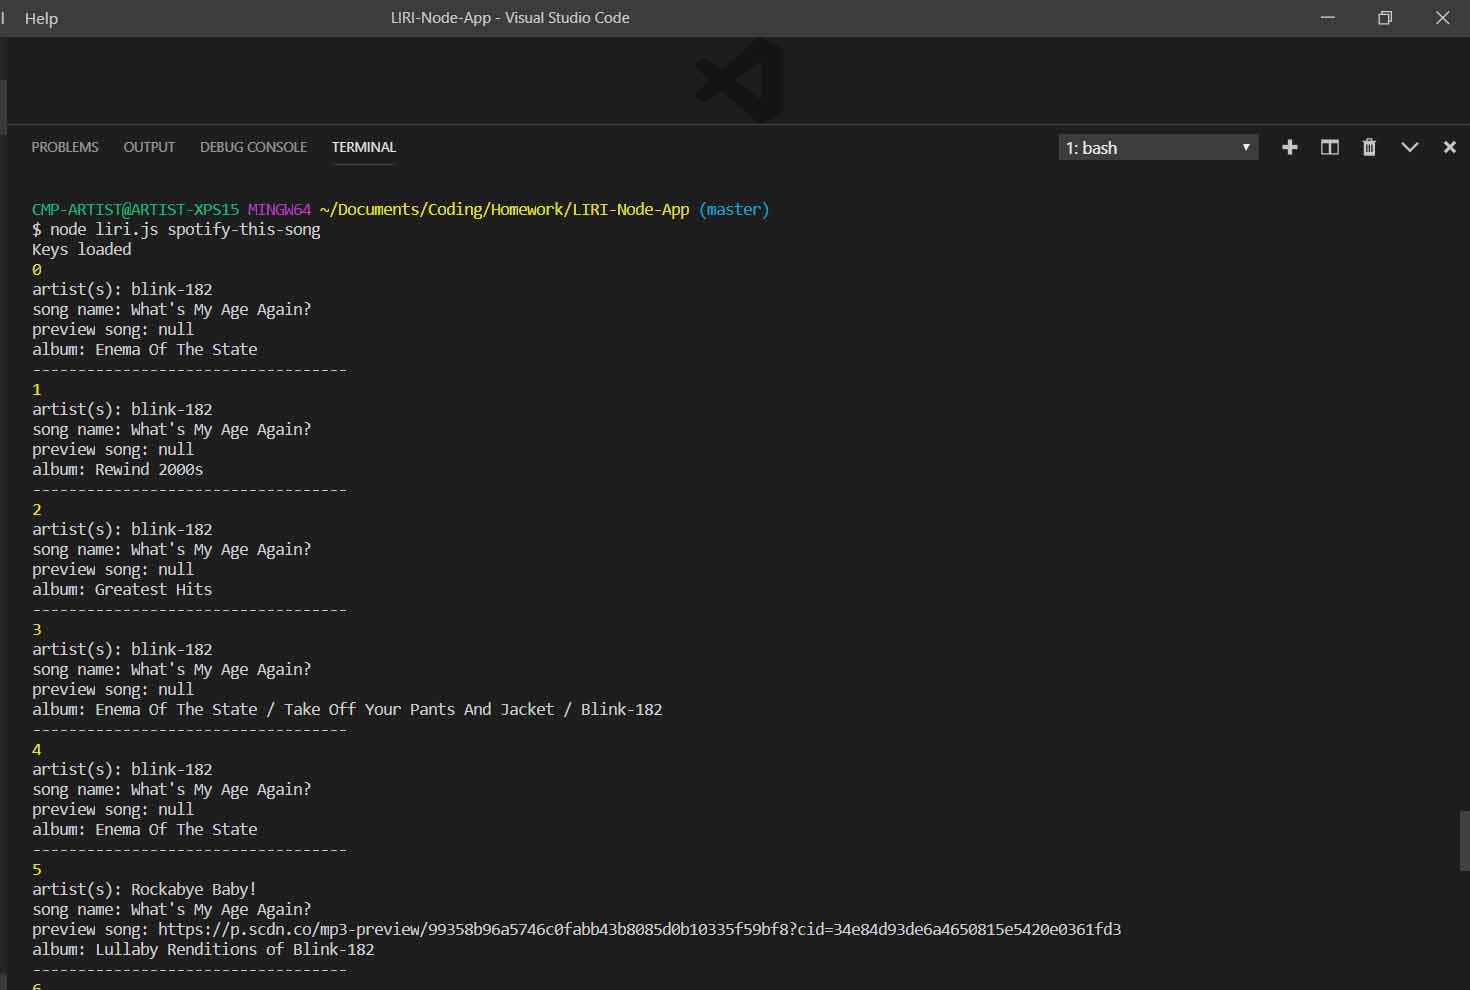 l Help LIRI-Node-App - Visual Studio Code
PROBLEMS OUTPUT DEBUG CONSOLE TERMINAL 1: bash
CMP-ARTIST@ARTIST-XPS15 MINGW64 ~/Documents/Coding/Homework/LIRI-Node-App (master)
$ node liri.js spotify-this-song
Keys loaded
0
artist(s): blink-182
song name: What's My Age Again?
preview song: null
album: Enema Of The State
-----------------------------------
1
artist(s): blink-182
song name: What's My Age Again?
preview song: null
album: Rewind 2000s
-----------------------------------
2
artist(s): blink-182
song name: What's My Age Again?
preview song: null
album: Greatest Hits
-----------------------------------
3
artist(s): blink-182
song name: What's My Age Again?
preview song: null
album: Enema Of The State / Take Off Your Pants And Jacket / Blink-182
-----------------------------------
4
artist(s): blink-182
song name: What's My Age Again?
preview song: null
album: Enema Of The State
-----------------------------------
5
artist(s): Rockabye Baby!
song name: What's My Age Again?
preview song: https://p.scdn.co/mp3-preview/99358b96a5746c0fabb43b8085d0b10335f59bf8?cid=34e84d93de6a4650815e5420e0361fd3
album: Lullaby Renditions of Blink-182
-----------------------------------
6